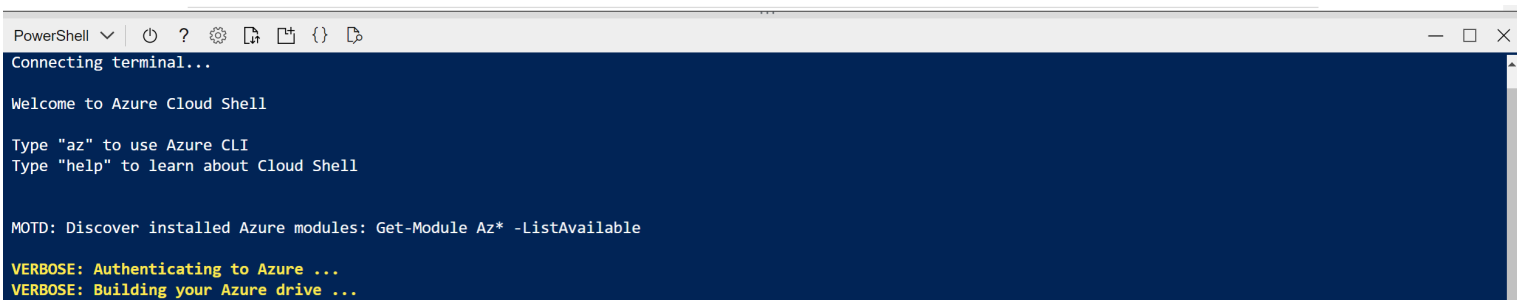 PowerShell ? {}
Connecting terminal...
Welcome to Azure Cloud Shell
Type "az" to use Azure CLI
Type "help" to learn about Cloud Shell
MOTD: Discover installed Azure modules: Get-Module Az* -ListAvailable
VERBOSE: Authenticating to Azure ...
VERBOSE: Building your Azure drive ...